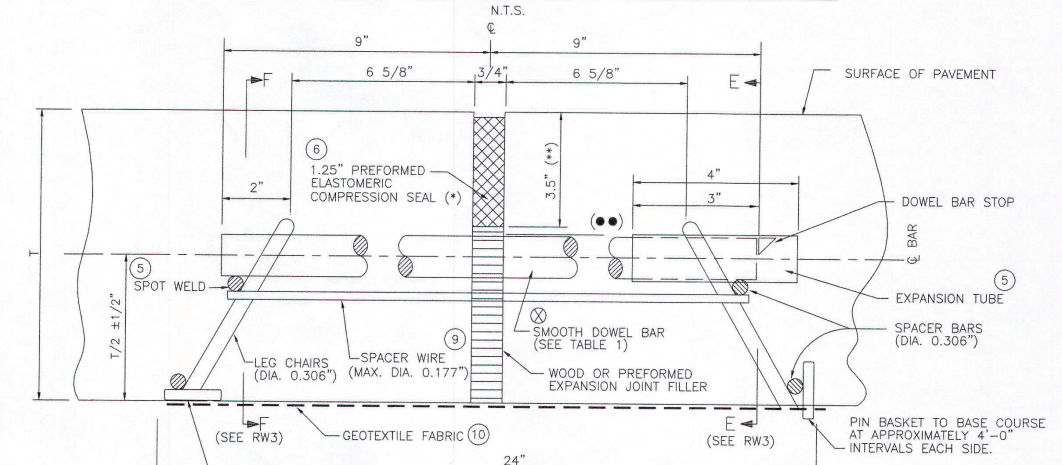 N.T.S.
℄
9"
9"
6 5/8"
3/4"
6 5/8"
F
E
SURFACE OF PAVEMENT
6
1.25" PREFORMED
ELASTOMERIC
COMPRESSION SEAL (*)
3.5" (**)
4"
3"
2"
(●●)
DOWEL BAR STOP
T
℄ BAR
5
SPOT WELD
5
EXPANSION TUBE
T/2 ±1/2"
SMOOTH DOWEL BAR
(SEE TABLE 1)
SPACER BARS
(DIA. 0.306")
LEG CHAIRS
(DIA. 0.306")
9
SPACER WIRE
(MAX. DIA. 0.177")
WOOD OR PREFORMED
EXPANSION JOINT FILLER
F
(SEE RW3)
GEOTEXTILE FABRIC 10
E
(SEE RW3)
PIN BASKET TO BASE COURSE
AT APPROXIMATELY 4'-0"
INTERVALS EACH SIDE.
24"